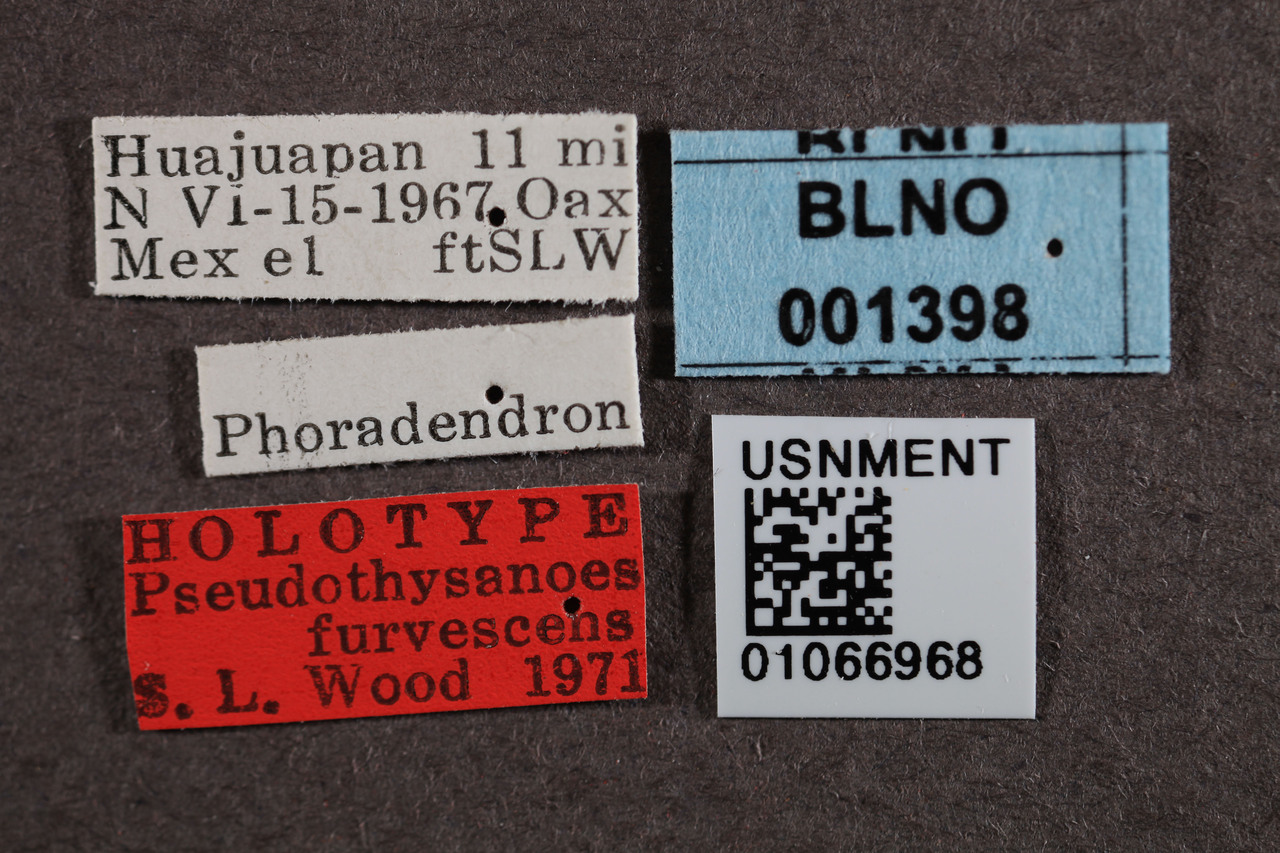 Huajuapan 11 mi
N Vi-15-1967 Oax
Mex el ftSLW
Phoradendron
HOLOTYPE
Pseudothysanoes
furvescens
S. L. Wood 1971
BLNO
001398
USNMENT
01066968